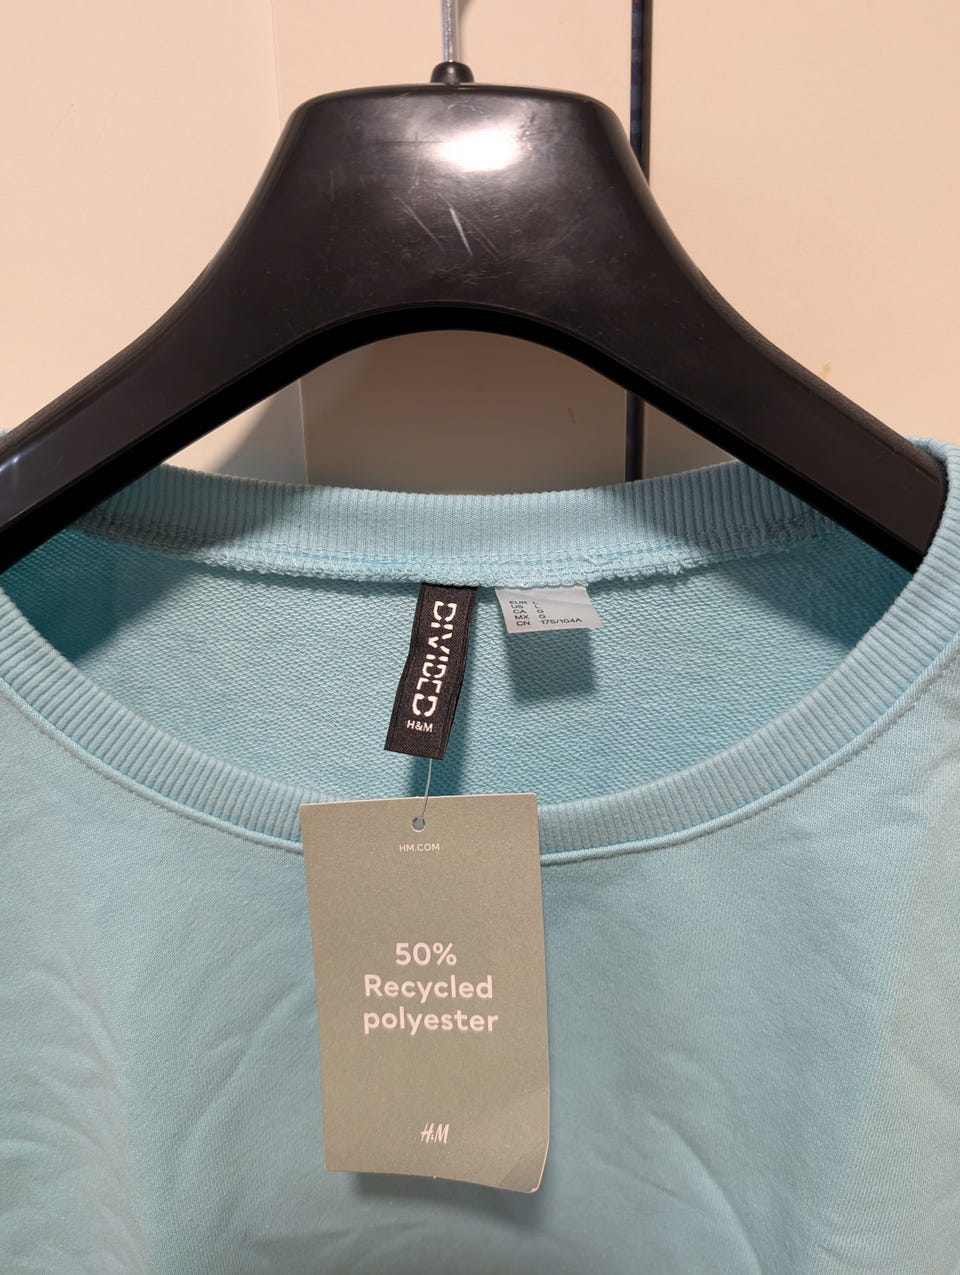 DIVIDED
H&M
EUR L
US L
CA G
MX G
CN 175/104A
HM.COM
50%
Recycled
polyester
H&M